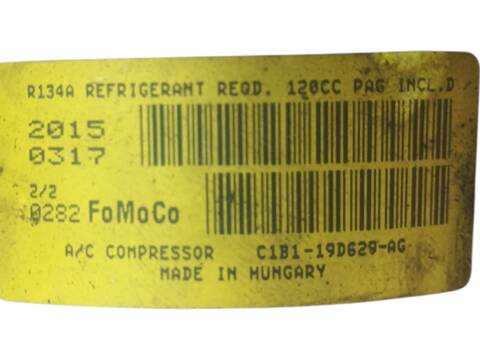 R134A REFRIGERANT REQD. 120CC PAG INCL.D
2015
0317
2/2
0282 FoMoCo
A/C COMPRESSOR C1B1-19D629-AG
MADE IN HUNGARY